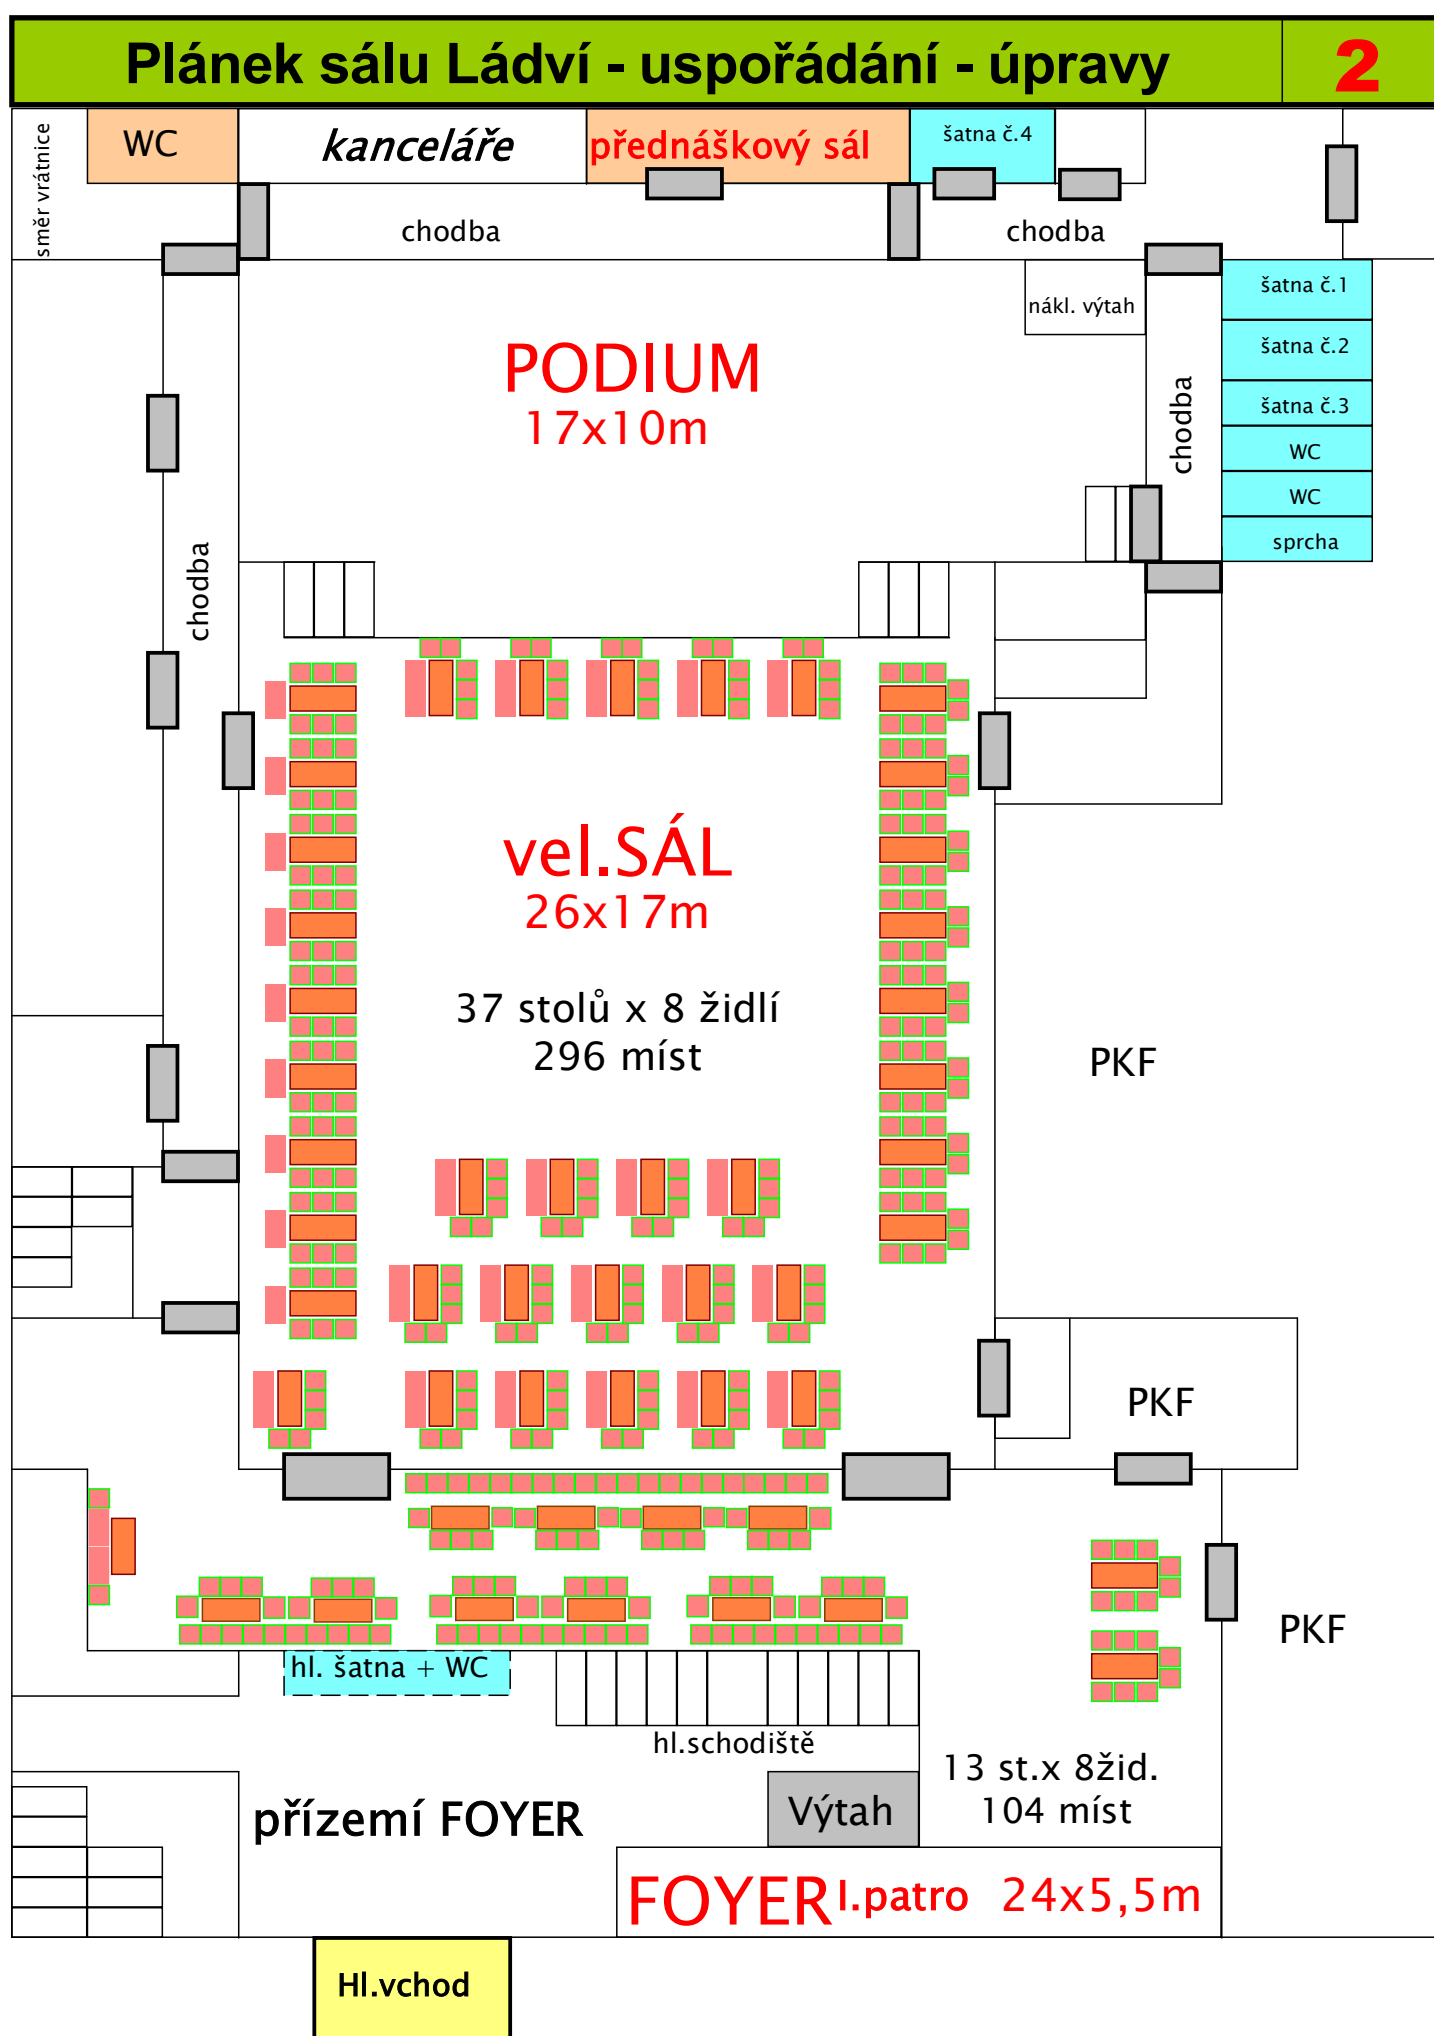 Plánek sálu Ládví - uspořádání - úpravy
2
směr vrátnice
WC
kanceláře
přednáškový sál
šatna č.4
chodba
chodba
nákl. výtah
šatna č.1
šatna č.2
šatna č.3
WC
WC
sprcha
chodba
PODIUM
17x10m
chodba
vel.SÁL
26x17m
37 stolů x 8 židlí
296 míst
PKF
PKF
PKF
hl. šatna + WC
hl.schodiště
13 st.x 8žid.
104 míst
přízemí FOYER
Výtah
FOYER I.patro 24x5,5m
Hl.vchod